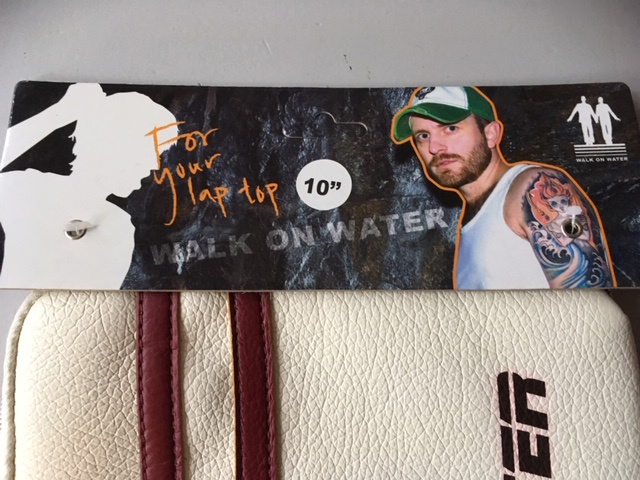 For
your
lap top
10”
WALK ON WATER
WALK ON WATER